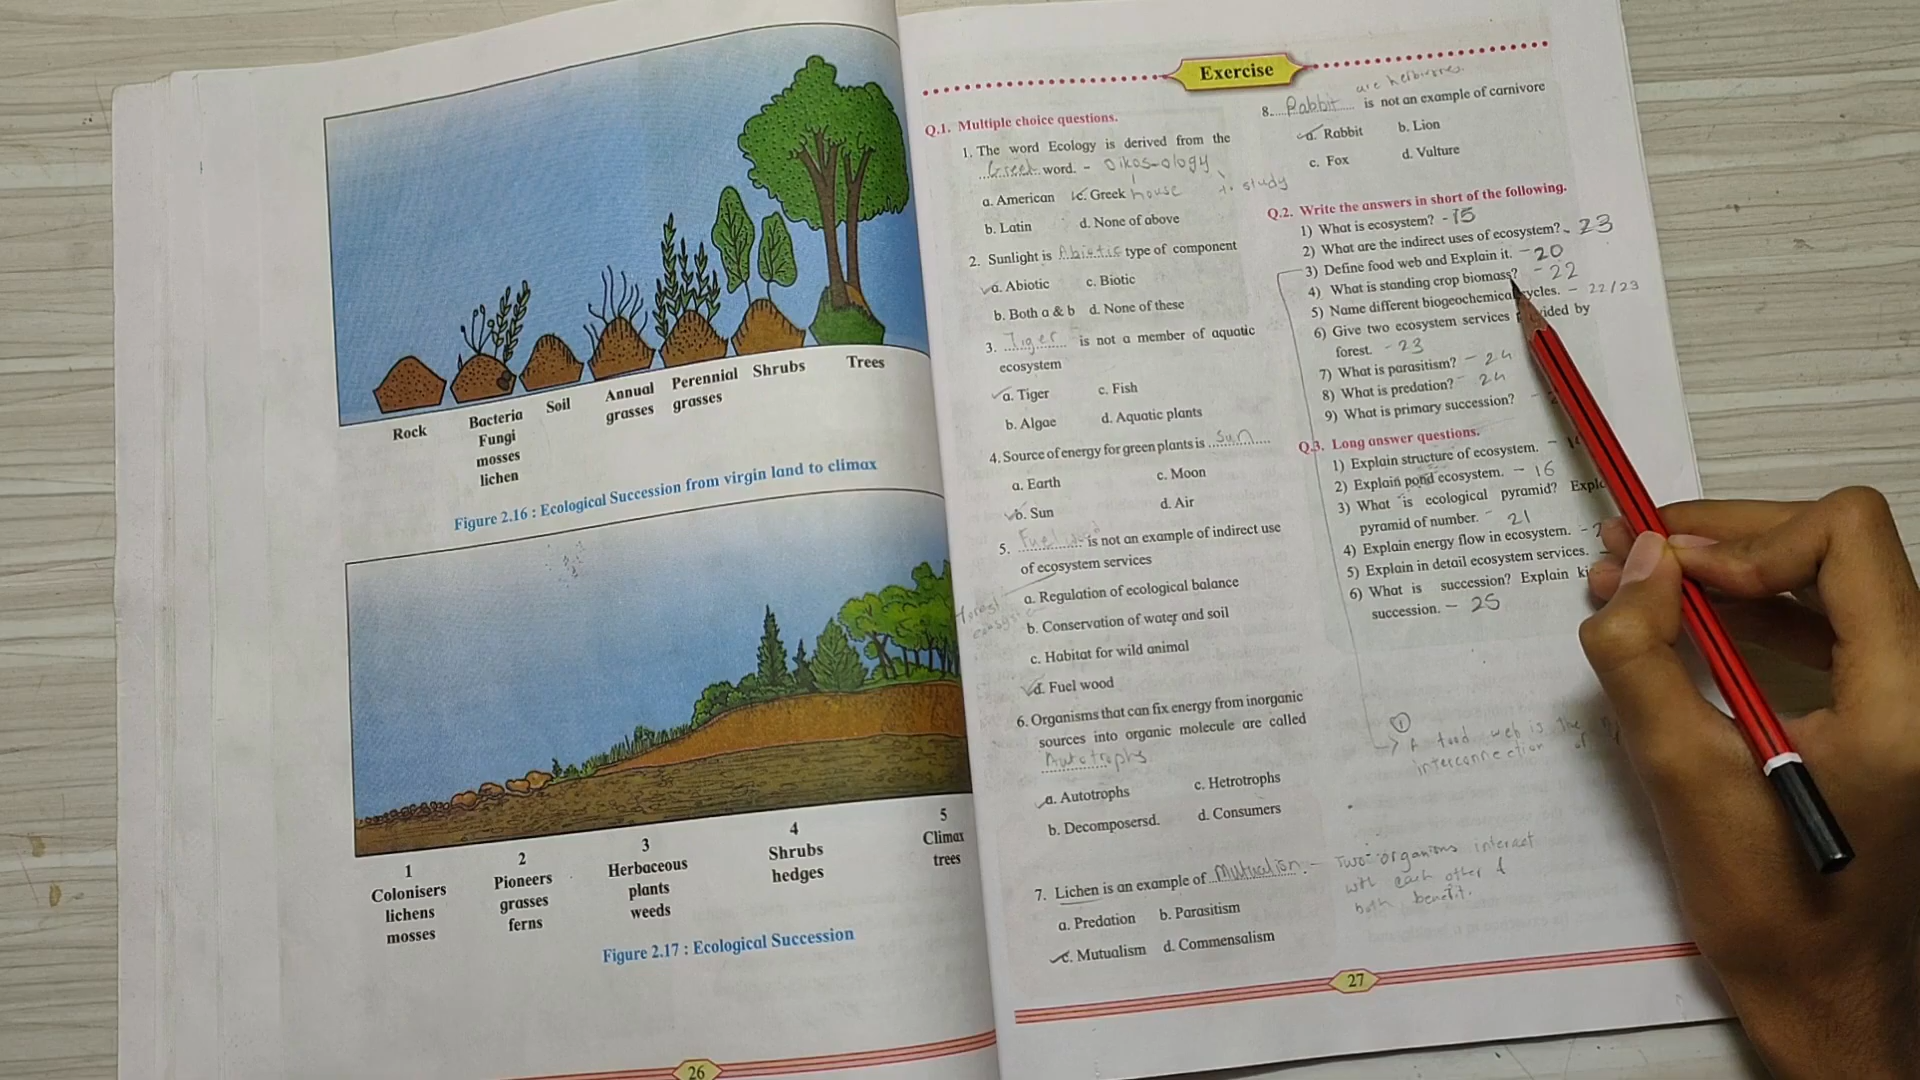 Rock
Bacteria
Fungi
mosses
lichen
Soil
Annual
grasses
Perennial
grasses
Shrubs
Trees
Figure 2.16 : Ecological Succession from virgin land to climax
1
Colonisers
lichens
mosses
2
Pioneers
grasses
ferns
3
Herbaceous
plants
weeds
4
Shrubs
hedges
5
Climax
trees
Figure 2.17 : Ecological Succession
26
Exercise
Q.1. Multiple choice questions.
1. The word Ecology is derived from the
Greek word. - Oikos-ology
house
to study
a. American c. Greek
b. Latin d. None of above
2. Sunlight is Abiotic type of component
a. Abiotic c. Biotic
b. Both a & b d. None of these
3. Tiger is not a member of aquatic
ecosystem
a. Tiger c. Fish
b. Algae d. Aquatic plants
4. Source of energy for green plants is Sun
a. Earth c. Moon
b. Sun d. Air
5. Fuel is not an example of indirect use
of ecosystem services
a. Regulation of ecological balance
b. Conservation of water and soil
c. Habitat for wild animal
d. Fuel wood
6. Organisms that can fix energy from inorganic
sources into organic molecule are called
Autotrophs
a. Autotrophs c. Hetrotrophs
b. Decomposersd. d. Consumers
7. Lichen is an example of Mutualism - Two organisms interact
with each other &
both benefit.
a. Predation b. Parasitism
c. Mutualism d. Commensalism
are herbivores.
8. Rabbit is not an example of carnivore
a. Rabbit b. Lion
c. Fox d. Vulture
Q.2. Write the answers in short of the following.
1) What is ecosystem? - 15
2) What are the indirect uses of ecosystem? - 23
3) Define food web and Explain it. - 20
4) What is standing crop biomass? - 22
5) Name different biogeochemical cycles. - 22/23
6) Give two ecosystem services by
forest. - 23
7) What is parasitism? - 24
8) What is predation? - 24
9) What is primary succession? -
Q.3. Long answer questions.
1) Explain structure of ecosystem. -
2) Explain pond ecosystem. - 16
3) What is ecological pyramid?
pyramid of number. - 21
4) Explain energy flow in ecosystem. -
5) Explain in detail ecosystem services.
6) What is succession? Explain
succession. - 25
1
→ A food web is the
interconnection of
27